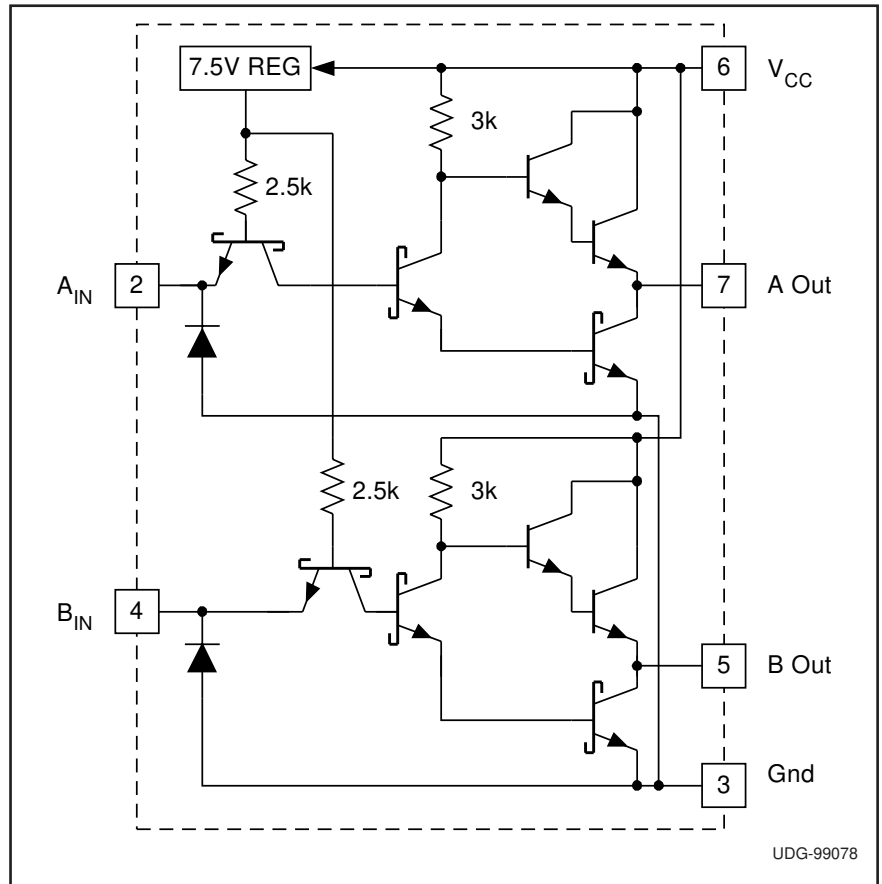 7.5V REG
6
V_CC
3k
2.5k
A_IN
2
7
A Out
2.5k
3k
B_IN
4
5
B Out
3
Gnd
UDG-99078